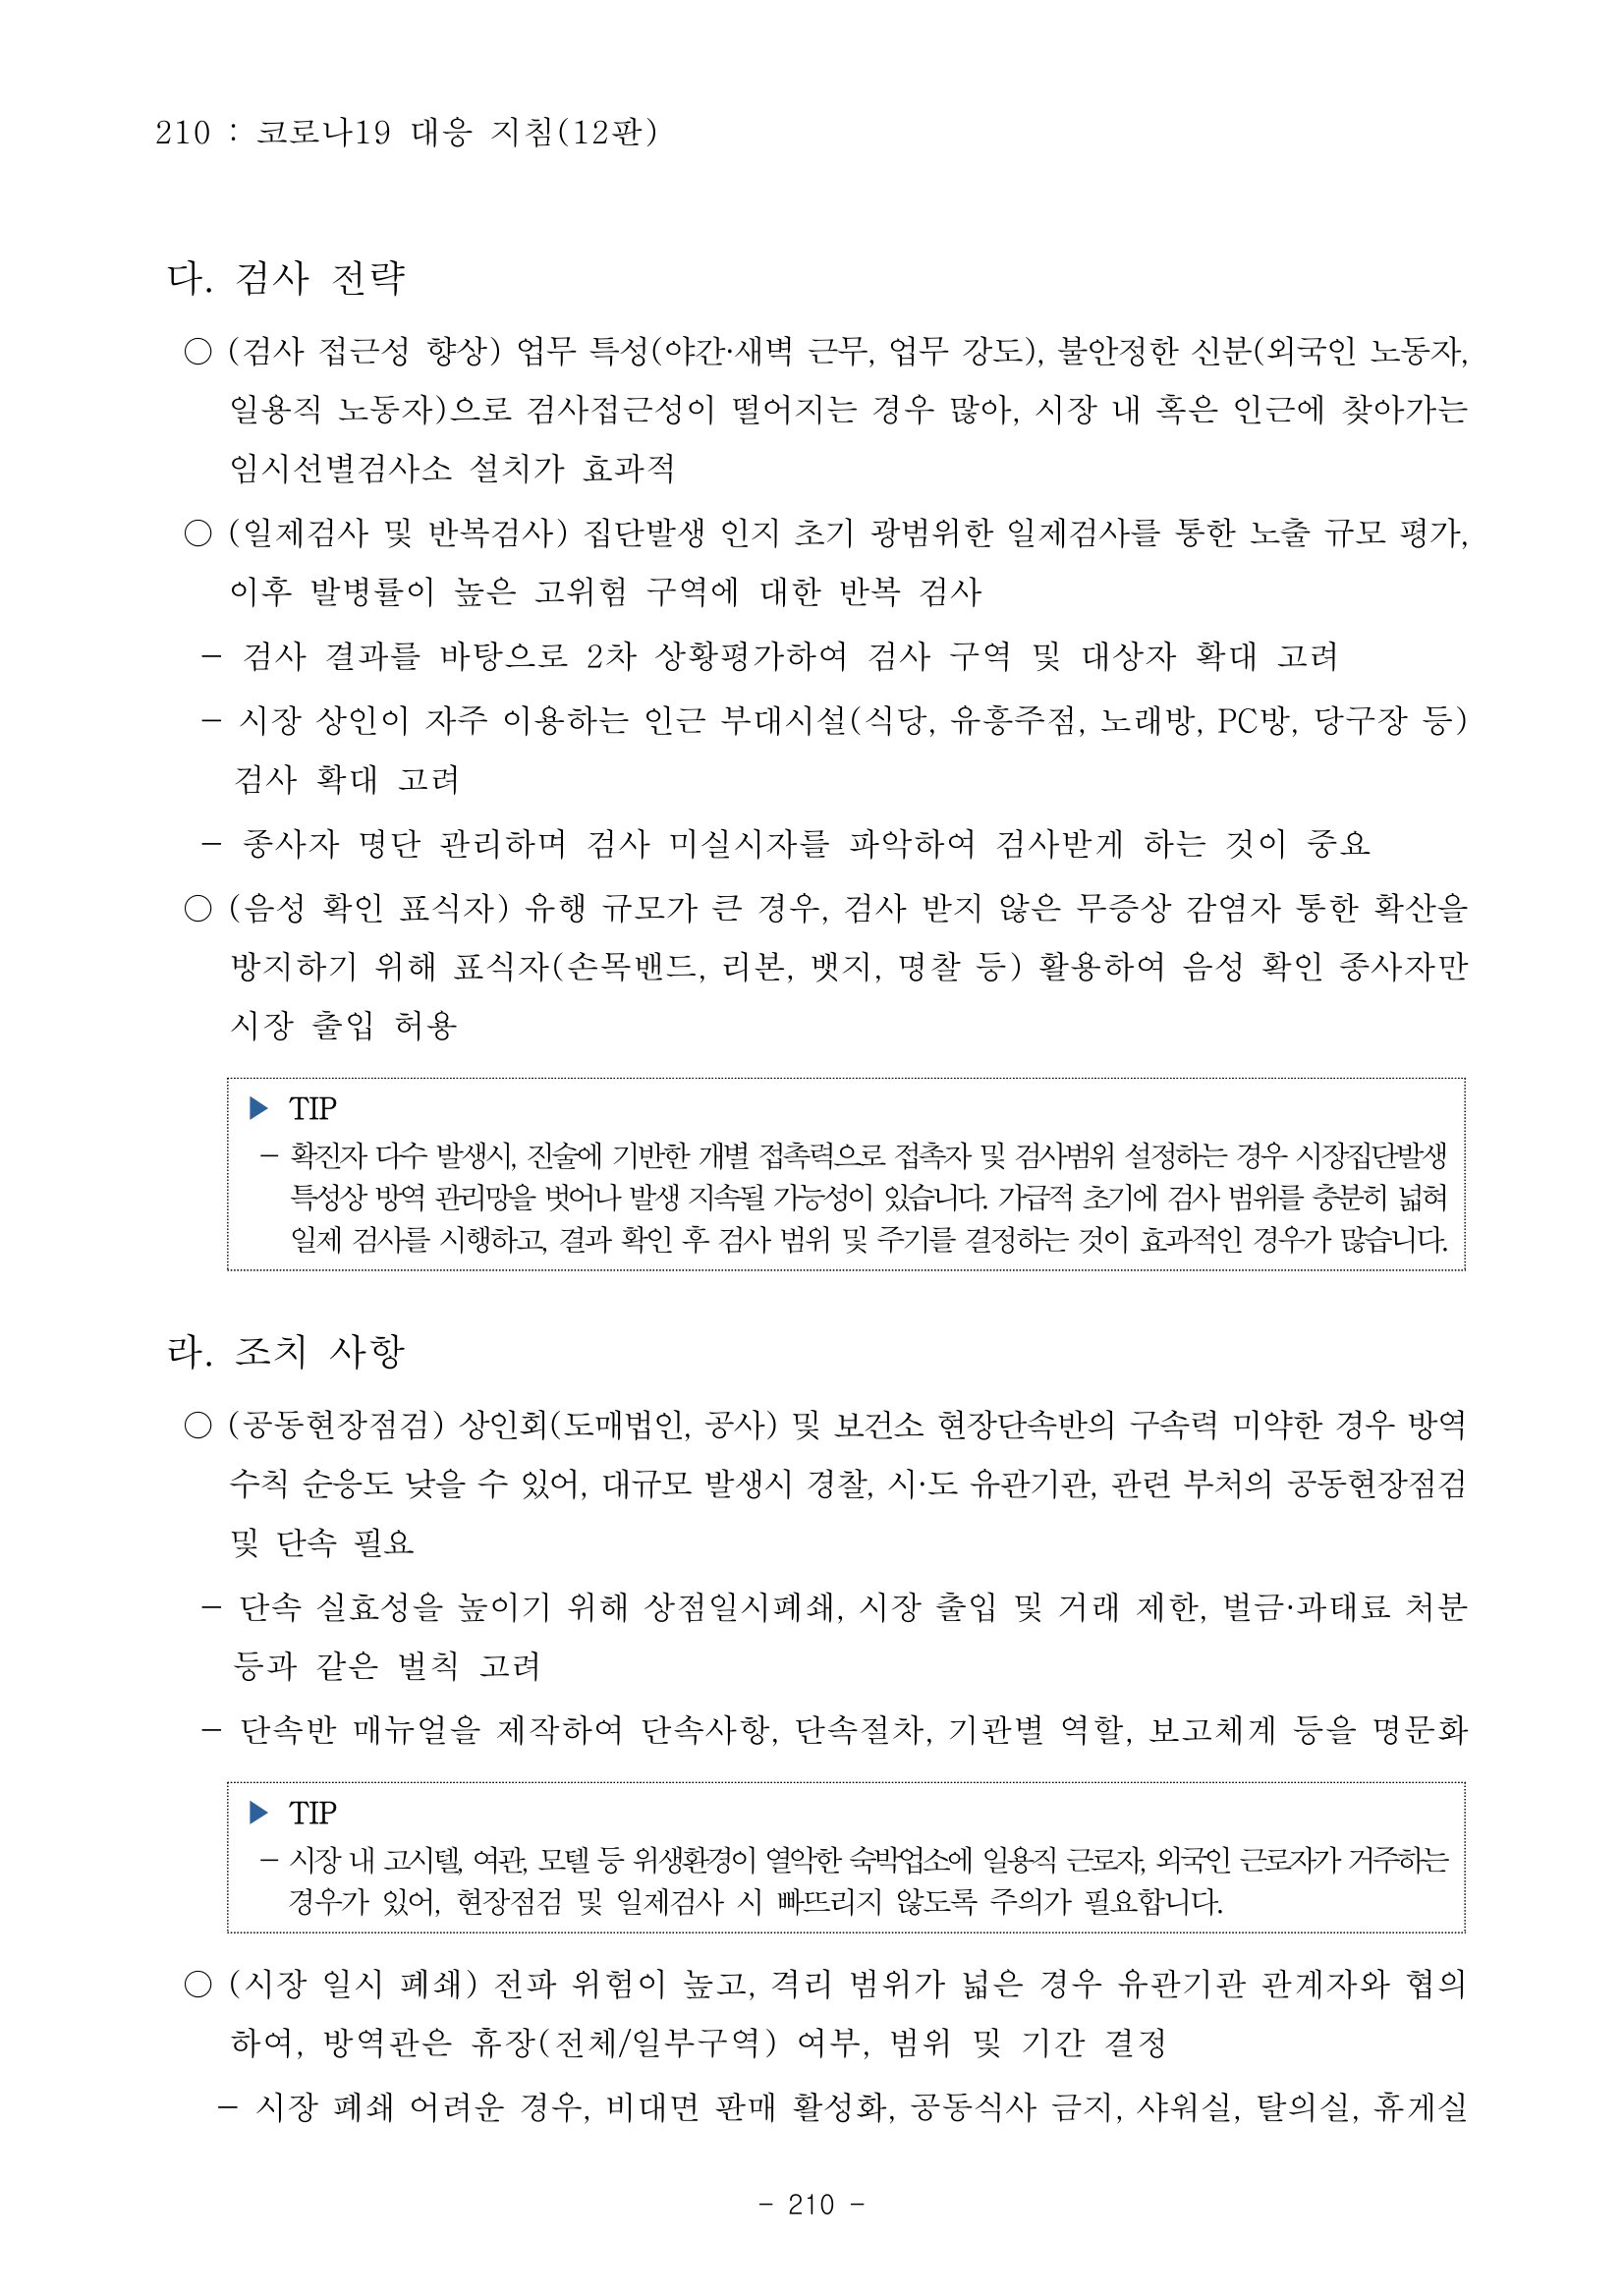 210 : 코로나19 대응 지침(12판)
다. 검사 전략
○ (검사 접근성 향상) 업무 특성(야간·새벽 근무, 업무 강도), 불안정한 신분(외국인 노동자,
일용직 노동자)으로 검사접근성이 떨어지는 경우 많아, 시장 내 혹은 인근에 찾아가는
임시선별검사소 설치가 효과적
○ (일제검사 및 반복검사) 집단발생 인지 초기 광범위한 일제검사를 통한 노출 규모 평가,
이후 발병률이 높은 고위험 구역에 대한 반복 검사
- 검사 결과를 바탕으로 2차 상황평가하여 검사 구역 및 대상자 확대 고려
- 시장 상인이 자주 이용하는 인근 부대시설(식당, 유흥주점, 노래방, PC방, 당구장 등)
검사 확대 고려
- 종사자 명단 관리하며 검사 미실시자를 파악하여 검사받게 하는 것이 중요
○ (음성 확인 표식자) 유행 규모가 큰 경우, 검사 받지 않은 무증상 감염자 통한 확산을
방지하기 위해 표식자(손목밴드, 리본, 뱃지, 명찰 등) 활용하여 음성 확인 종사자만
시장 출입 허용
▶ TIP
- 확진자 다수 발생시, 진술에 기반한 개별 접촉력으로 접촉자 및 검사범위 설정하는 경우 시장집단발생
특성상 방역 관리망을 벗어나 발생 지속될 가능성이 있습니다. 가급적 초기에 검사 범위를 충분히 넓혀
일제 검사를 시행하고, 결과 확인 후 검사 범위 및 주기를 결정하는 것이 효과적인 경우가 많습니다.
라. 조치 사항
○ (공동현장점검) 상인회(도매법인, 공사) 및 보건소 현장단속반의 구속력 미약한 경우 방역
수칙 순응도 낮을 수 있어, 대규모 발생시 경찰, 시·도 유관기관, 관련 부처의 공동현장점검
및 단속 필요
- 단속 실효성을 높이기 위해 상점일시폐쇄, 시장 출입 및 거래 제한, 벌금·과태료 처분
등과 같은 벌칙 고려
- 단속반 매뉴얼을 제작하여 단속사항, 단속절차, 기관별 역할, 보고체계 등을 명문화
▶ TIP
- 시장 내 고시텔, 여관, 모텔 등 위생환경이 열악한 숙박업소에 일용직 근로자, 외국인 근로자가 거주하는
경우가 있어, 현장점검 및 일제검사 시 빠뜨리지 않도록 주의가 필요합니다.
○ (시장 일시 폐쇄) 전파 위험이 높고, 격리 범위가 넓은 경우 유관기관 관계자와 협의
하여, 방역관은 휴장(전체/일부구역) 여부, 범위 및 기간 결정
- 시장 폐쇄 어려운 경우, 비대면 판매 활성화, 공동식사 금지, 샤워실, 탈의실, 휴게실
- 210 -